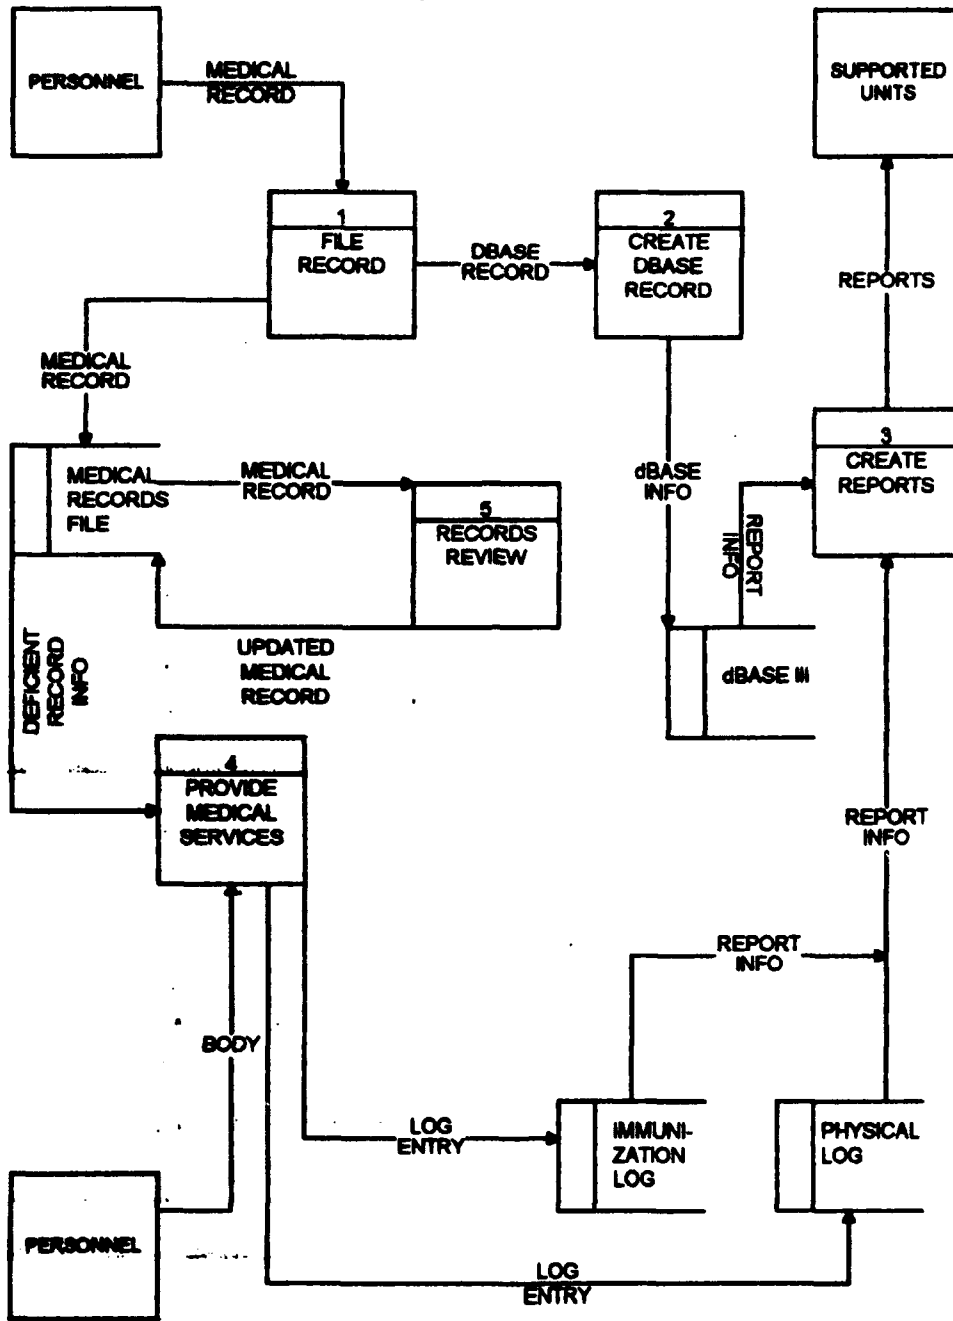 PERSONNEL
MEDICAL
RECORD
SUPPORTED
UNITS
1
FILE
RECORD
DBASE
RECORD
2
CREATE
DBASE
RECORD
REPORTS
MEDICAL
RECORD
MEDICAL
RECORDS
FILE
MEDICAL
RECORD
5
RECORDS
REVIEW
dBASE
INFO
REPORT
INFO
3
CREATE
REPORTS
UPDATED
MEDICAL
RECORD
dBASE III
DEFICIENT
RECORD
INFO
4
PROVIDE
MEDICAL
SERVICES
REPORT
INFO
REPORT
INFO
BODY
LOG
ENTRY
IMMUNI-
ZATION
LOG
PHYSICAL
LOG
PERSONNEL
LOG
ENTRY